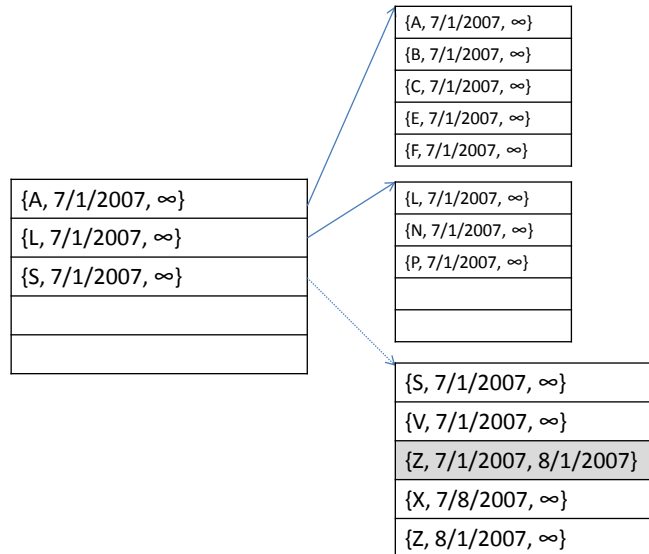 {A, 7/1/2007, ∞}
{L, 7/1/2007, ∞}
{S, 7/1/2007, ∞}
{A, 7/1/2007, ∞}
{B, 7/1/2007, ∞}
{C, 7/1/2007, ∞}
{E, 7/1/2007, ∞}
{F, 7/1/2007, ∞}
{L, 7/1/2007, ∞}
{N, 7/1/2007, ∞}
{P, 7/1/2007, ∞}
{S, 7/1/2007, ∞}
{V, 7/1/2007, ∞}
{Z, 7/1/2007, 8/1/2007}
{X, 7/8/2007, ∞}
{Z, 8/1/2007, ∞}